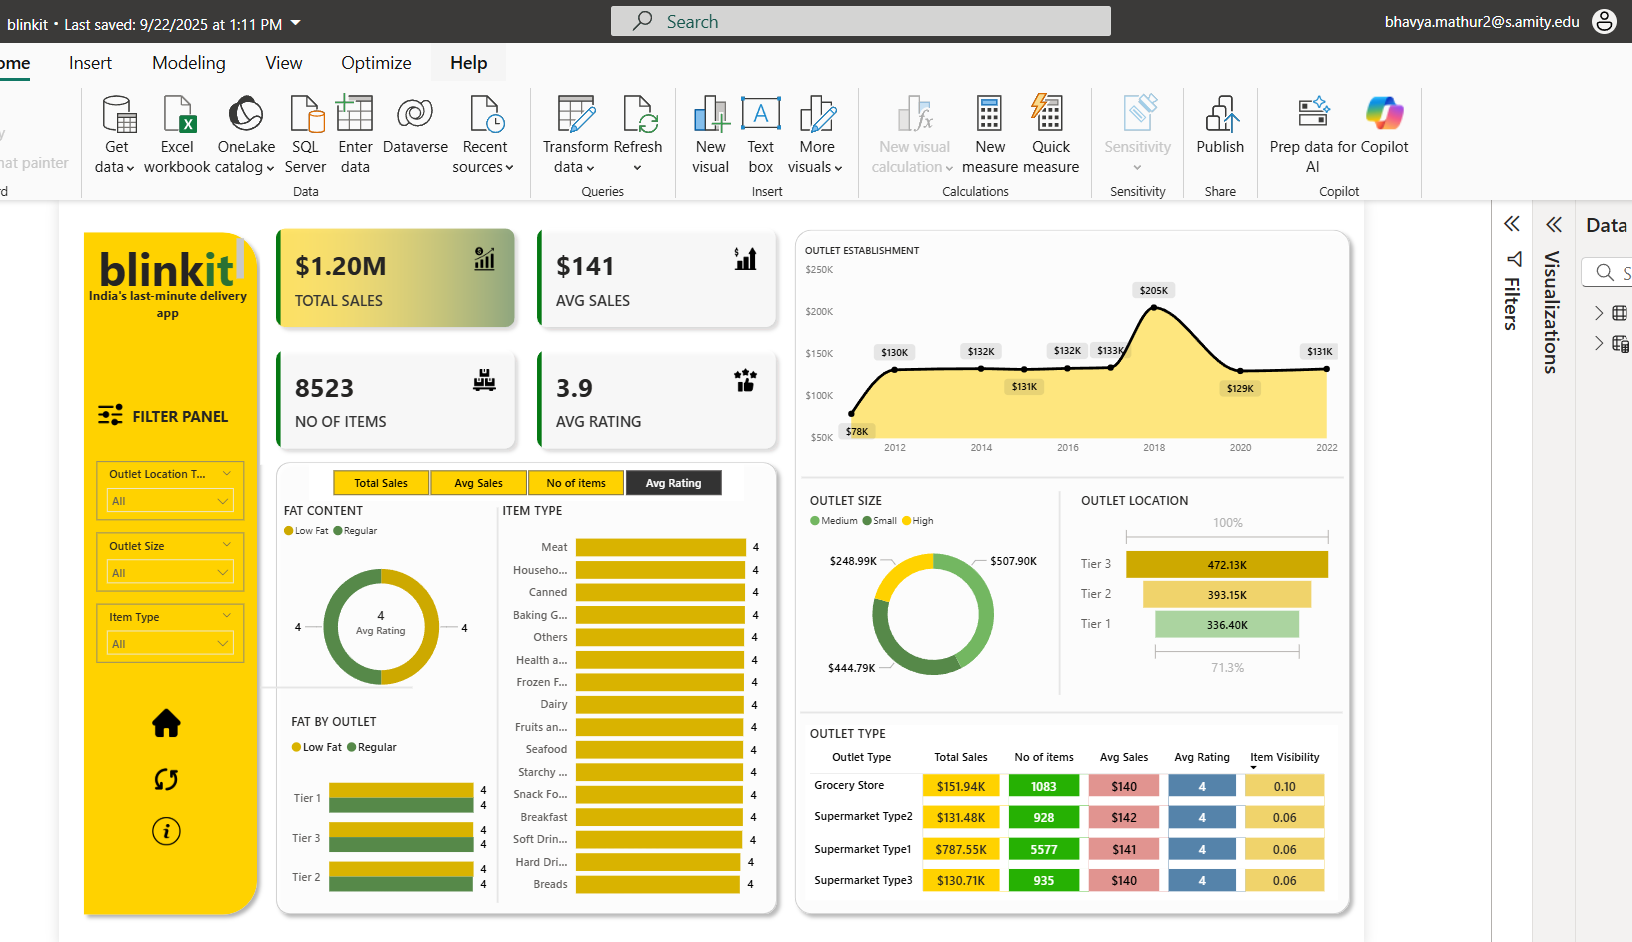 blinkit • Last saved: 9/22/2025 at 1:11 PM
Search
bhavya.mathur2@s.amity.edu
ome
Insert
Modeling
View
Optimize
Help
y
nat painter
rd
Get data
Excel workbook
OneLake catalog
SQL Server
Enter data
Dataverse
Recent sources
Data
Transform data
Refresh
Queries
New visual
Text box
More visuals
Insert
New visual calculation
New measure
Quick measure
Calculations
Sensitivity
Sensitivity
Publish
Share
Prep data for AI
Copilot
Copilot
blinkit
India's last-minute delivery
app
FILTER PANEL
Outlet Location T...
All
Outlet Size
All
Item Type
All
$1.20M
TOTAL SALES
$141
AVG SALES
8523
NO OF ITEMS
3.9
AVG RATING
Total Sales
Avg Sales
No of items
Avg Rating
FAT CONTENT
Low Fat Regular
4
4
Avg Rating
4
FAT BY OUTLET
Low Fat Regular
Tier 1 4
4
Tier 3 4
4
Tier 2 4
4
ITEM TYPE
Meat 4
Househo... 4
Canned 4
Baking G... 4
Others 4
Health a... 4
Frozen F... 4
Dairy 4
Fruits an... 4
Seafood 4
Starchy ... 4
Snack Fo... 4
Breakfast 4
Soft Drin... 4
Hard Dri... 4
Breads 4
OUTLET ESTABLISHMENT
$250K
$200K
$150K
$100K
$50K
$78K
$130K
$132K
$131K
$132K
$133K
$205K
$129K
$131K
2012 2014 2016 2018 2020 2022
OUTLET SIZE
Medium Small High
$248.99K
$507.90K
$444.79K
OUTLET LOCATION
100%
Tier 3 472.13K
Tier 2 393.15K
Tier 1 336.40K
71.3%
OUTLET TYPE
Outlet Type Total Sales No of items Avg Sales Avg Rating Item Visibility
Grocery Store $151.94K 1083 $140 4 0.10
Supermarket Type2 $131.48K 928 $142 4 0.06
Supermarket Type1 $787.55K 5577 $141 4 0.06
Supermarket Type3 $130.71K 935 $140 4 0.06
Filters
Visualizations
Data
S